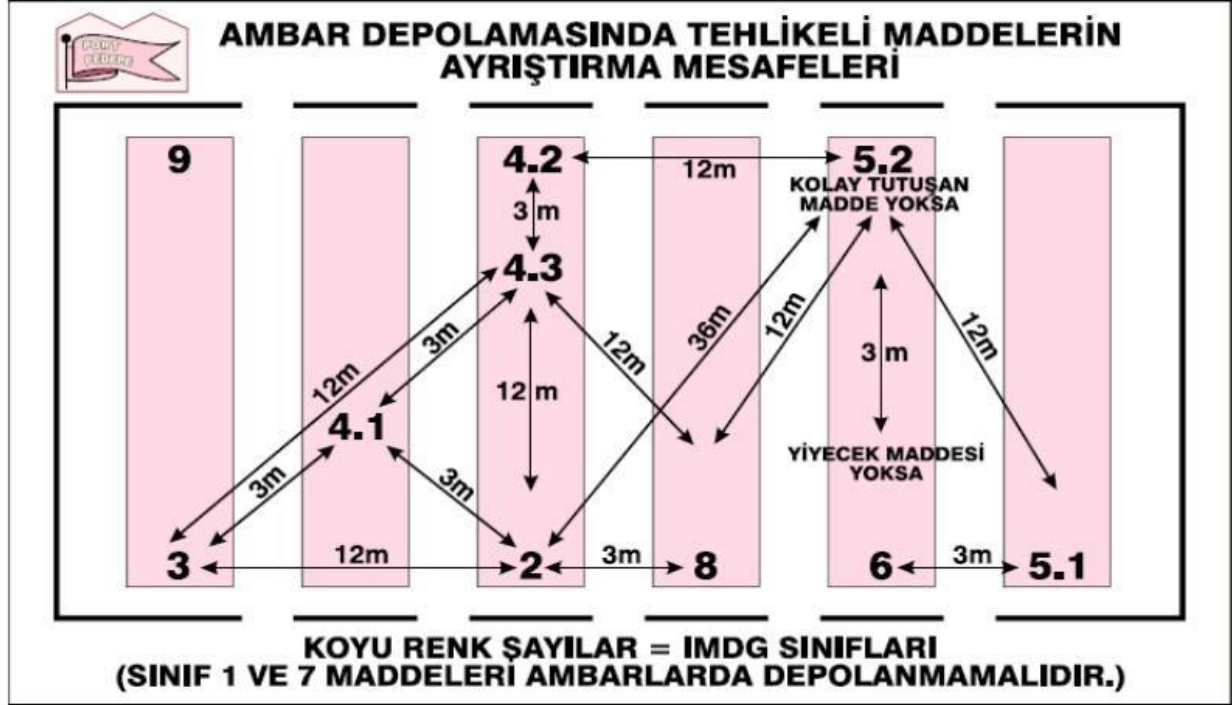 PORT
PEREPE
AMBAR DEPOLAMASINDA TEHLİKELİ MADDELERİN
AYRIŞTIRMA MESAFELERİ
9
4.2
12m
5.2
KOLAY TUTUŞAN
MADDE YOKSA
3 m
4.3
3m
12m
12 m
12m
36m
12m
3 m
12m
4.1
3m
3m
YİYECEK MADDESİ
YOKSA
3
12m
2
3m
8
6
3m
5.1
KOYU RENK ŞAYILAR = IMDG SINIFLARI
(SINIF 1 VE 7 MADDELERİ AMBARLARDA DEPOLANMAMALIDIR.)